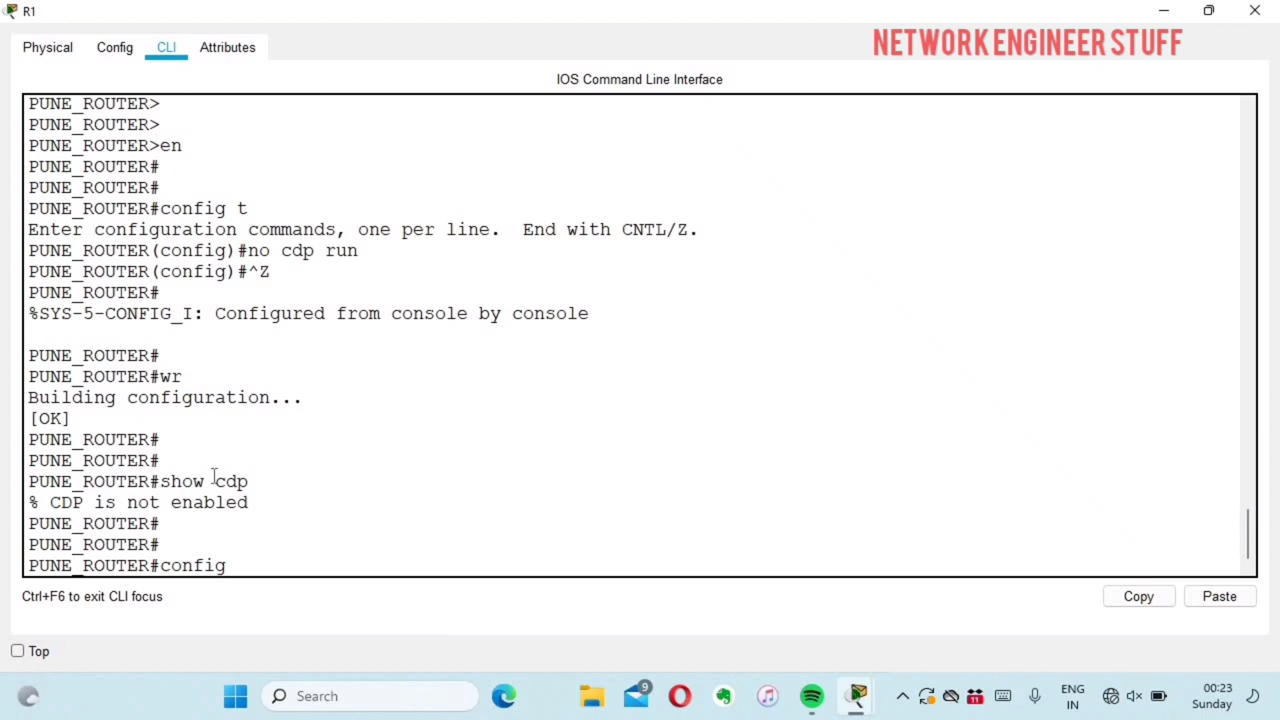 R1
Physical
Config
CLI
Attributes
NETWORK ENGINEER STUFF
IOS Command Line Interface
PUNE_ROUTER>
PUNE_ROUTER>
PUNE_ROUTER>en
PUNE_ROUTER#
PUNE_ROUTER#
PUNE_ROUTER#config t
Enter configuration commands, one per line.  End with CNTL/Z.
PUNE_ROUTER(config)#no cdp run
PUNE_ROUTER(config)#^Z
PUNE_ROUTER#
%SYS-5-CONFIG_I: Configured from console by console
PUNE_ROUTER#
PUNE_ROUTER#wr
Building configuration...
[OK]
PUNE_ROUTER#
PUNE_ROUTER#
PUNE_ROUTER#show cdp
% CDP is not enabled
PUNE_ROUTER#
PUNE_ROUTER#
PUNE_ROUTER#config
Ctrl+F6 to exit CLI focus
Copy
Paste
Top
Search
9
11
ENG
IN
00:23
Sunday